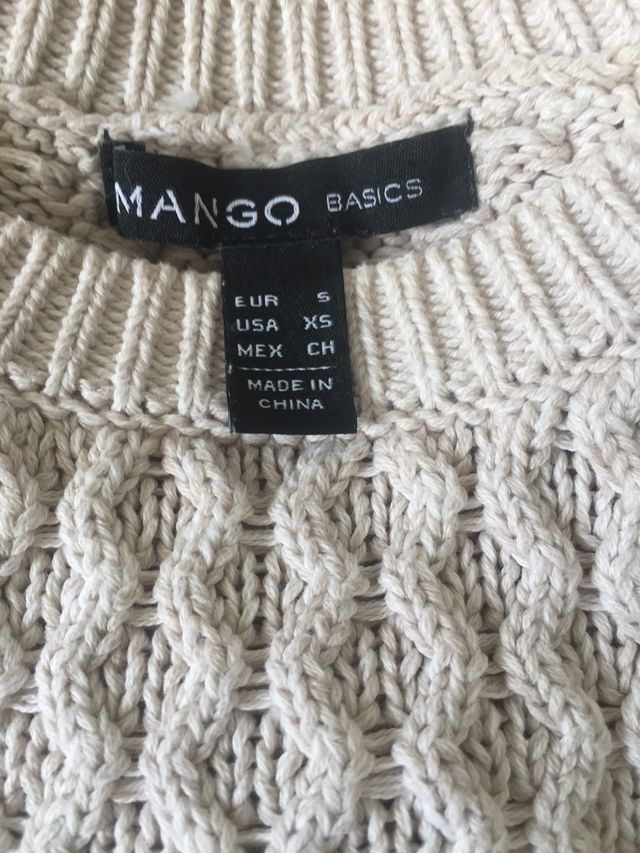 MANGO BASICS
EUR S
USA XS
MEX CH
MADE IN
CHINA